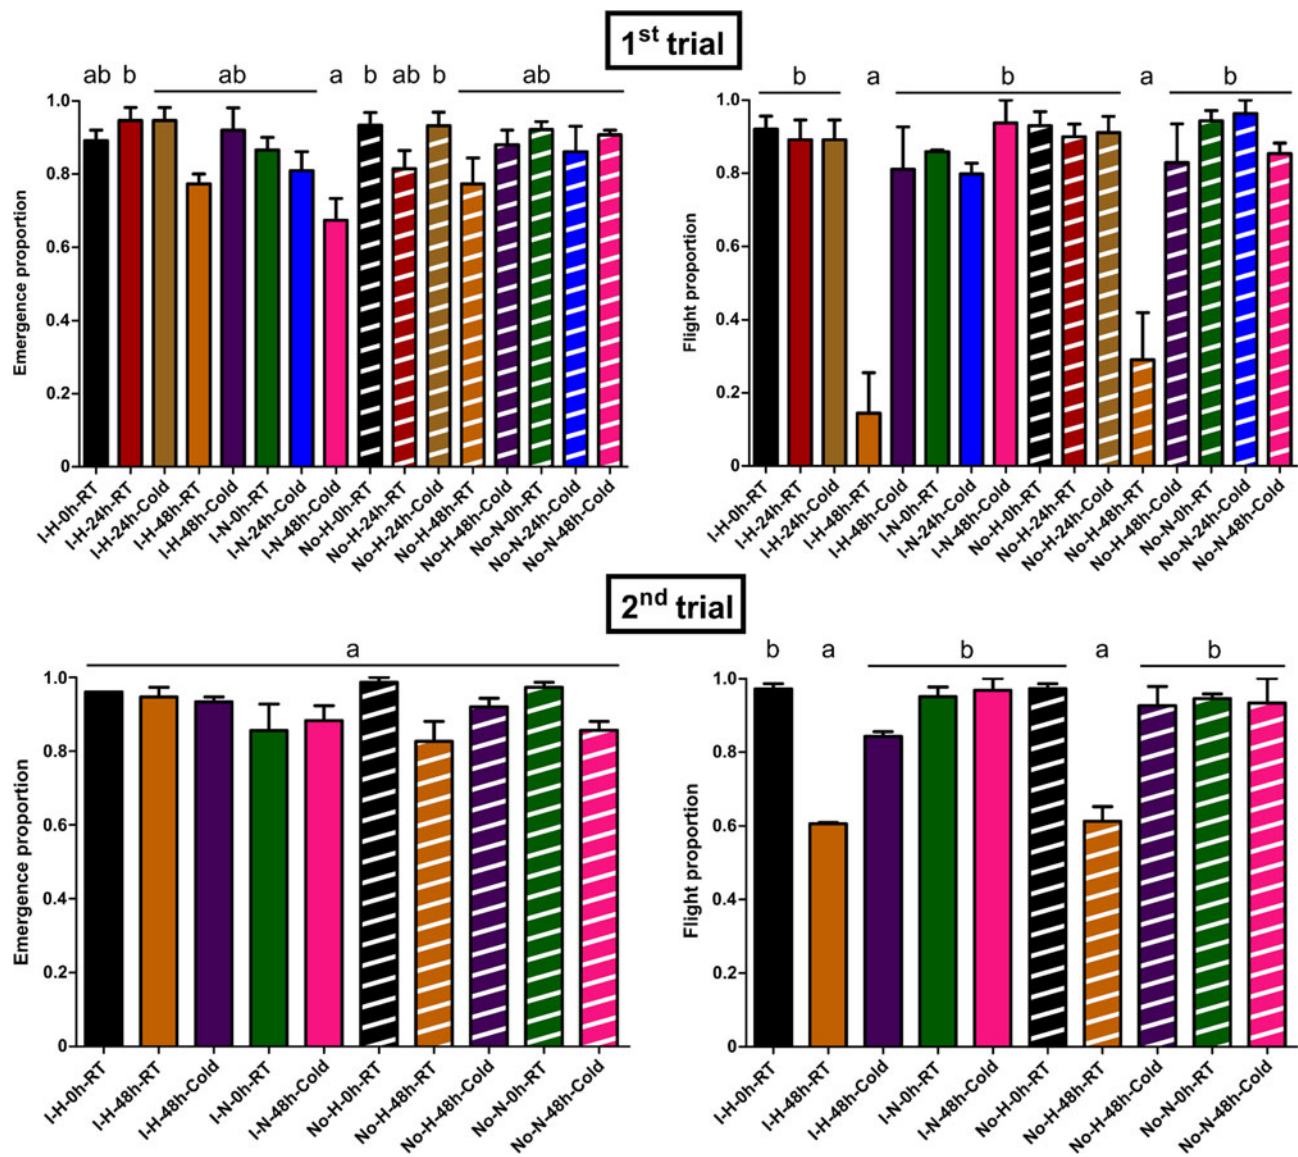 1st trial
ab b ab a b ab b ab
Emergence proportion
1.0
0.8
0.6
0.4
0.2
0
I-H-0h-RT
I-H-24h-RT
I-H-24h-Cold
I-H-48h-RT
I-H-48h-Cold
I-N-0h-RT
I-N-24h-Cold
I-N-48h-Cold
No-H-0h-RT
No-H-24h-RT
No-H-24h-Cold
No-H-48h-RT
No-H-48h-Cold
No-N-0h-RT
No-N-24h-Cold
No-N-48h-Cold
b a b a b
Flight proportion
1.0
0.8
0.6
0.4
0.2
0
I-H-0h-RT
I-H-24h-RT
I-H-24h-Cold
I-H-48h-RT
I-H-48h-Cold
I-N-0h-RT
I-N-24h-Cold
I-N-48h-Cold
No-H-0h-RT
No-H-24h-RT
No-H-24h-Cold
No-H-48h-RT
No-H-48h-Cold
No-N-0h-RT
No-N-24h-Cold
No-N-48h-Cold
2nd trial
a
Emergence proportion
1.0
0.8
0.6
0.4
0.2
0
I-H-0h-RT
I-H-48h-RT
I-H-48h-Cold
I-N-0h-RT
I-N-48h-Cold
No-H-0h-RT
No-H-48h-RT
No-H-48h-Cold
No-N-0h-RT
No-N-48h-Cold
b a b a b
Flight proportion
1.0
0.8
0.6
0.4
0.2
0
I-H-0h-RT
I-H-48h-RT
I-H-48h-Cold
I-N-0h-RT
I-N-48h-Cold
No-H-0h-RT
No-H-48h-RT
No-H-48h-Cold
No-N-0h-RT
No-N-48h-Cold